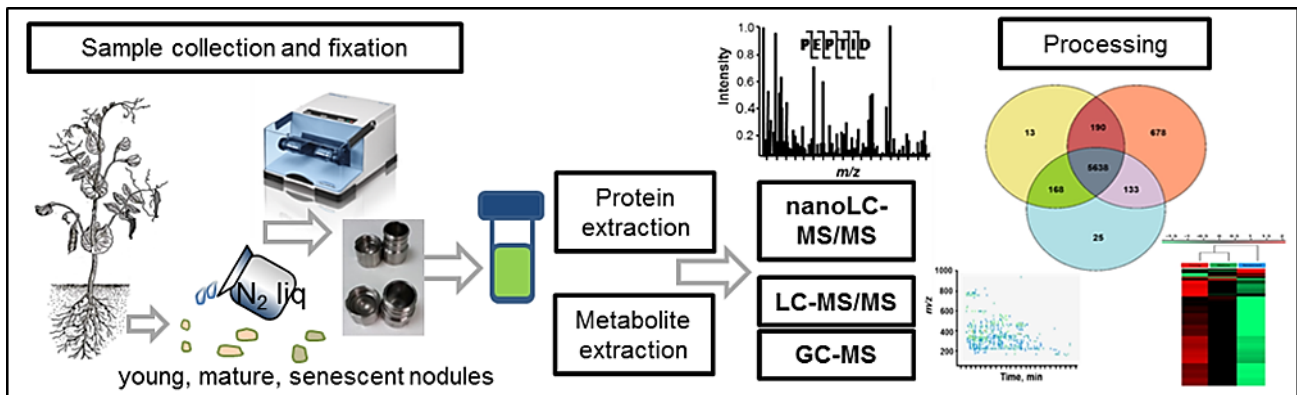 Sample collection and fixation
N2 liq
young, mature, senescent nodules
Protein
extraction
Metabolite
extraction
Intensity
1.0
0.8
0.6
0.4
0.2
PEPTID
m/z
nanoLC-
MS/MS
LC-MS/MS
GC-MS
Processing
13
190
678
5638
168
133
25
m/z
1000
800
600
400
200
Time, min